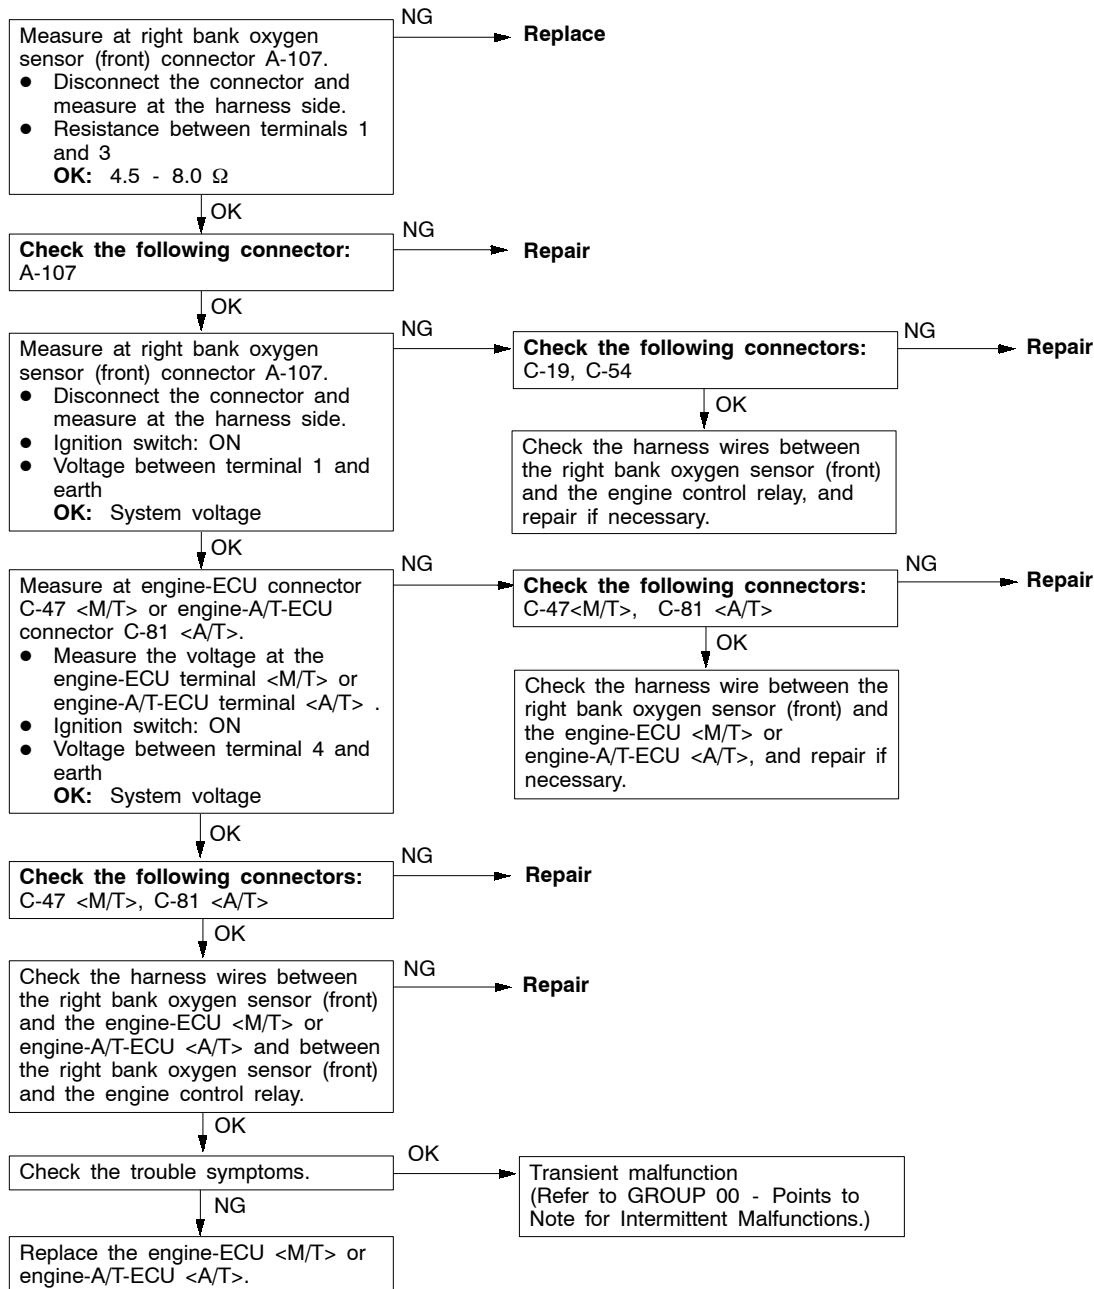 Measure at right bank oxygen
sensor (front) connector A-107.
● Disconnect the connector and
measure at the harness side.
● Resistance between terminals 1
and 3
OK: 4.5 - 8.0 Ω
NG
Replace
OK
Check the following connector:
A-107
NG
Repair
OK
Measure at right bank oxygen
sensor (front) connector A-107.
● Disconnect the connector and
measure at the harness side.
● Ignition switch: ON
● Voltage between terminal 1 and
earth
OK: System voltage
NG
Check the following connectors:
C-19, C-54
NG
Repair
OK
Check the harness wires between
the right bank oxygen sensor (front)
and the engine control relay, and
repair if necessary.
OK
Measure at engine-ECU connector
C-47 <M/T> or engine-A/T-ECU
connector C-81 <A/T>.
● Measure the voltage at the
engine-ECU terminal <M/T> or
engine-A/T-ECU terminal <A/T> .
● Ignition switch: ON
● Voltage between terminal 4 and
earth
OK: System voltage
NG
Check the following connectors:
C-47<M/T>, C-81 <A/T>
NG
Repair
OK
Check the harness wire between the
right bank oxygen sensor (front) and
the engine-ECU <M/T> or
engine-A/T-ECU <A/T>, and repair if
necessary.
OK
Check the following connectors:
C-47 <M/T>, C-81 <A/T>
NG
Repair
OK
Check the harness wires between
the right bank oxygen sensor (front)
and the engine-ECU <M/T> or
engine-A/T-ECU <A/T> and between
the right bank oxygen sensor (front)
and the engine control relay.
NG
Repair
OK
Check the trouble symptoms.
OK
Transient malfunction
(Refer to GROUP 00 - Points to
Note for Intermittent Malfunctions.)
NG
Replace the engine-ECU <M/T> or
engine-A/T-ECU <A/T>.